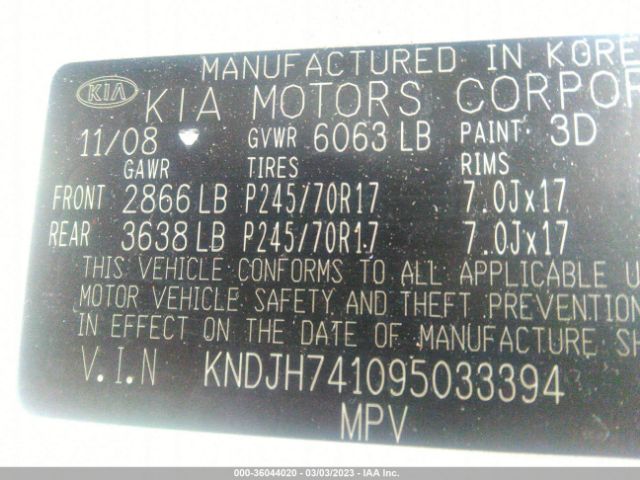 MANUFACTURED IN KORE
KIA KIA MOTORS CORPOR
11/08 GVWR 6063 LB PAINT: 3D
GAWR TIRES RIMS
FRONT 2866 LB P245/70R17 7.0Jx17
REAR 3638 LB P245/70R17 7.0Jx17
THIS VEHICLE CONFORMS TO ALL APPLICABLE U
MOTOR VEHICLE SAFETY AND THEFT PREVENTION
IN EFFECT ON THE DATE OF MANUFACTURE SH
V.I.N KNDJH741095033394
MPV
000-36044020 - 03/03/2023 - Copyright IAA, Inc.